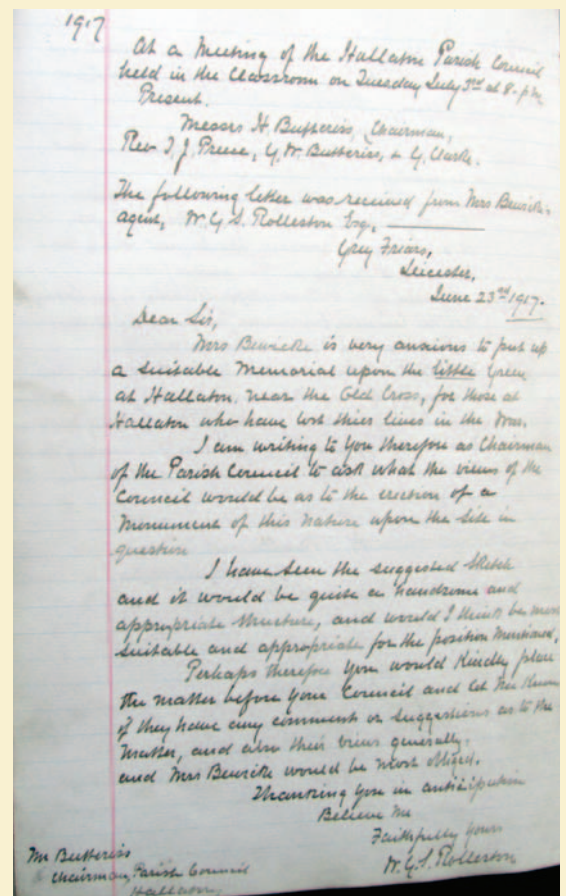 1917
At a Meeting of the Hallaton Parish Council
held in the Classroom on Tuesday July 3rd at 8. p.m.
Present.
Messrs H. Butteriss, Chairman,
Rev T. J. Preese, G. W. Butteriss, & G. Clarke.
The following letter was received from Mrs Bewicke's
agent, W. G. S. Rolleston Esq.,
Grey Friars,
Leicester,
June 23rd 1917.
Dear Sir,
Mrs Bewicke is very anxious to put up
a suitable Memorial upon the little Green
at Hallaton, near the Old Cross, for those at
Hallaton who have lost thier lives in the War.
I am writing to you therefore as Chairman
of the Parish Council to ask what the views of the
Council would be as to the erection of a
Monument of this nature upon the side in
question
I have seen the suggested sketch
and it would be quite a handsome and
appropriate structure, and would I think be most
suitable and appropriate for the position mentioned,
Perhaps therefore you would kindly place
the matter before your Council and let me know
if they have any comment or suggestions as to the
matter, and also their views generally.
and Mrs Bewicke would be most obliged.
Thanking you in anticipation
Believe me
Faithfully yours
W. G. S. Rolleston
Mr Butteriss
Chairman, Parish Council
Hallaton,